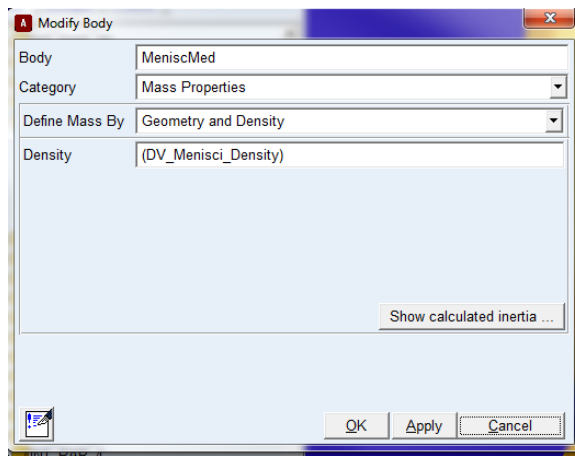 A Modify Body x
Body MeniscMed
Category Mass Properties
Define Mass By Geometry and Density
Density (DV_Menisci_Density)
Show calculated inertia ...
OK Apply Cancel